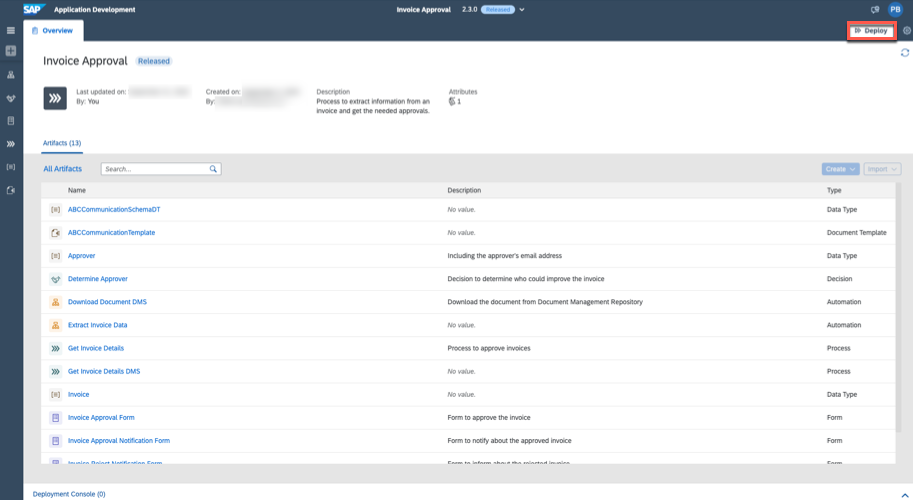 SAP Application Development Invoice Approval 2.3.0 Released PB
Overview Deploy
Invoice Approval Released
Last updated on: Created on: Description Attributes
By: You By: Process to extract information from an 1
invoice and get the needed approvals.
Artifacts (13)
All Artifacts Search... Create Import
Name Description Type
ABCCommunicationSchemaDT No value. Data Type
ABCCommunicationTemplate No value. Document Template
Approver Including the approver's email address Data Type
Determine Approver Decision to determine who could improve the invoice Decision
Download Document DMS Download the document from Document Management Repository Automation
Extract Invoice Data No value. Automation
Get Invoice Details Process to approve invoices Process
Get Invoice Details DMS No value. Process
Invoice No value. Data Type
Invoice Approval Form Form to approve the invoice Form
Invoice Approval Notification Form Form to notify about the approved invoice Form
Invoice Reject Notification Form Form to inform about the rejected invoice Form
Deployment Console (0)